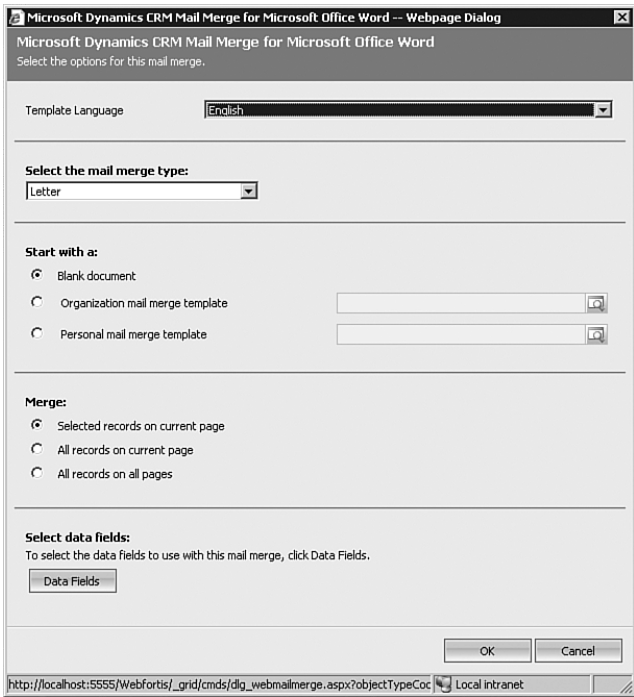 Microsoft Dynamics CRM Mail Merge for Microsoft Office Word -- Webpage Dialog
Microsoft Dynamics CRM Mail Merge for Microsoft Office Word
Select the options for this mail merge.
Template Language English
Select the mail merge type:
Letter
Start with a:
Blank document
Organization mail merge template
Personal mail merge template
Merge:
Selected records on current page
All records on current page
All records on all pages
Select data fields:
To select the data fields to use with this mail merge, click Data Fields.
Data Fields
OK Cancel
http://localhost:5555/Webfortis/_grid/cmds/dlg_webmailmerge.aspx?objectTypeCoc Local intranet